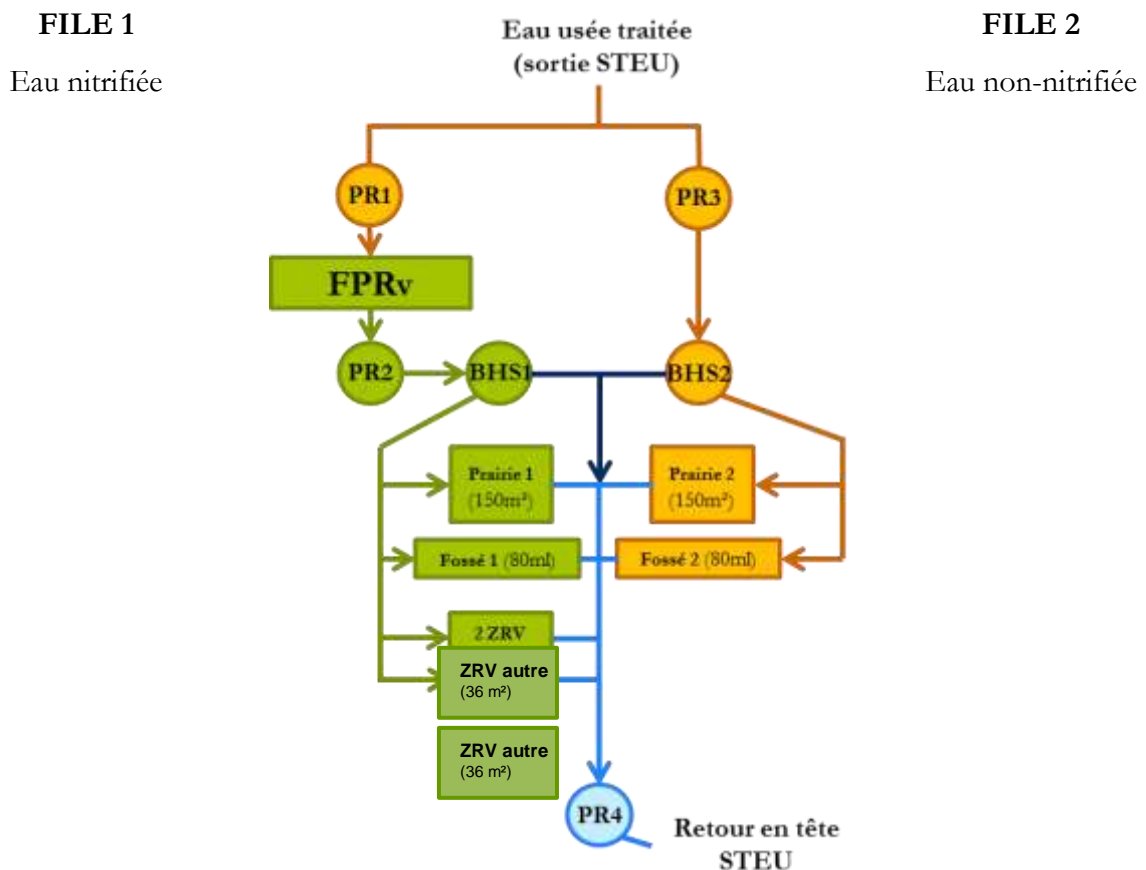 FILE 1
Eau nitrifiée
Eau usée traitée
(sortie STEU)
FILE 2
Eau non-nitrifiée
PR1
PR3
FPRv
PR2
BHS1
BHS2
Prairie 1
(150m²)
Prairie 2
(150m²)
Fossé 1 (80ml)
Fossé 2 (80ml)
2 ZRV
ZRV autre
(36 m²)
ZRV autre
(36 m²)
PR4
Retour en tête
STEU